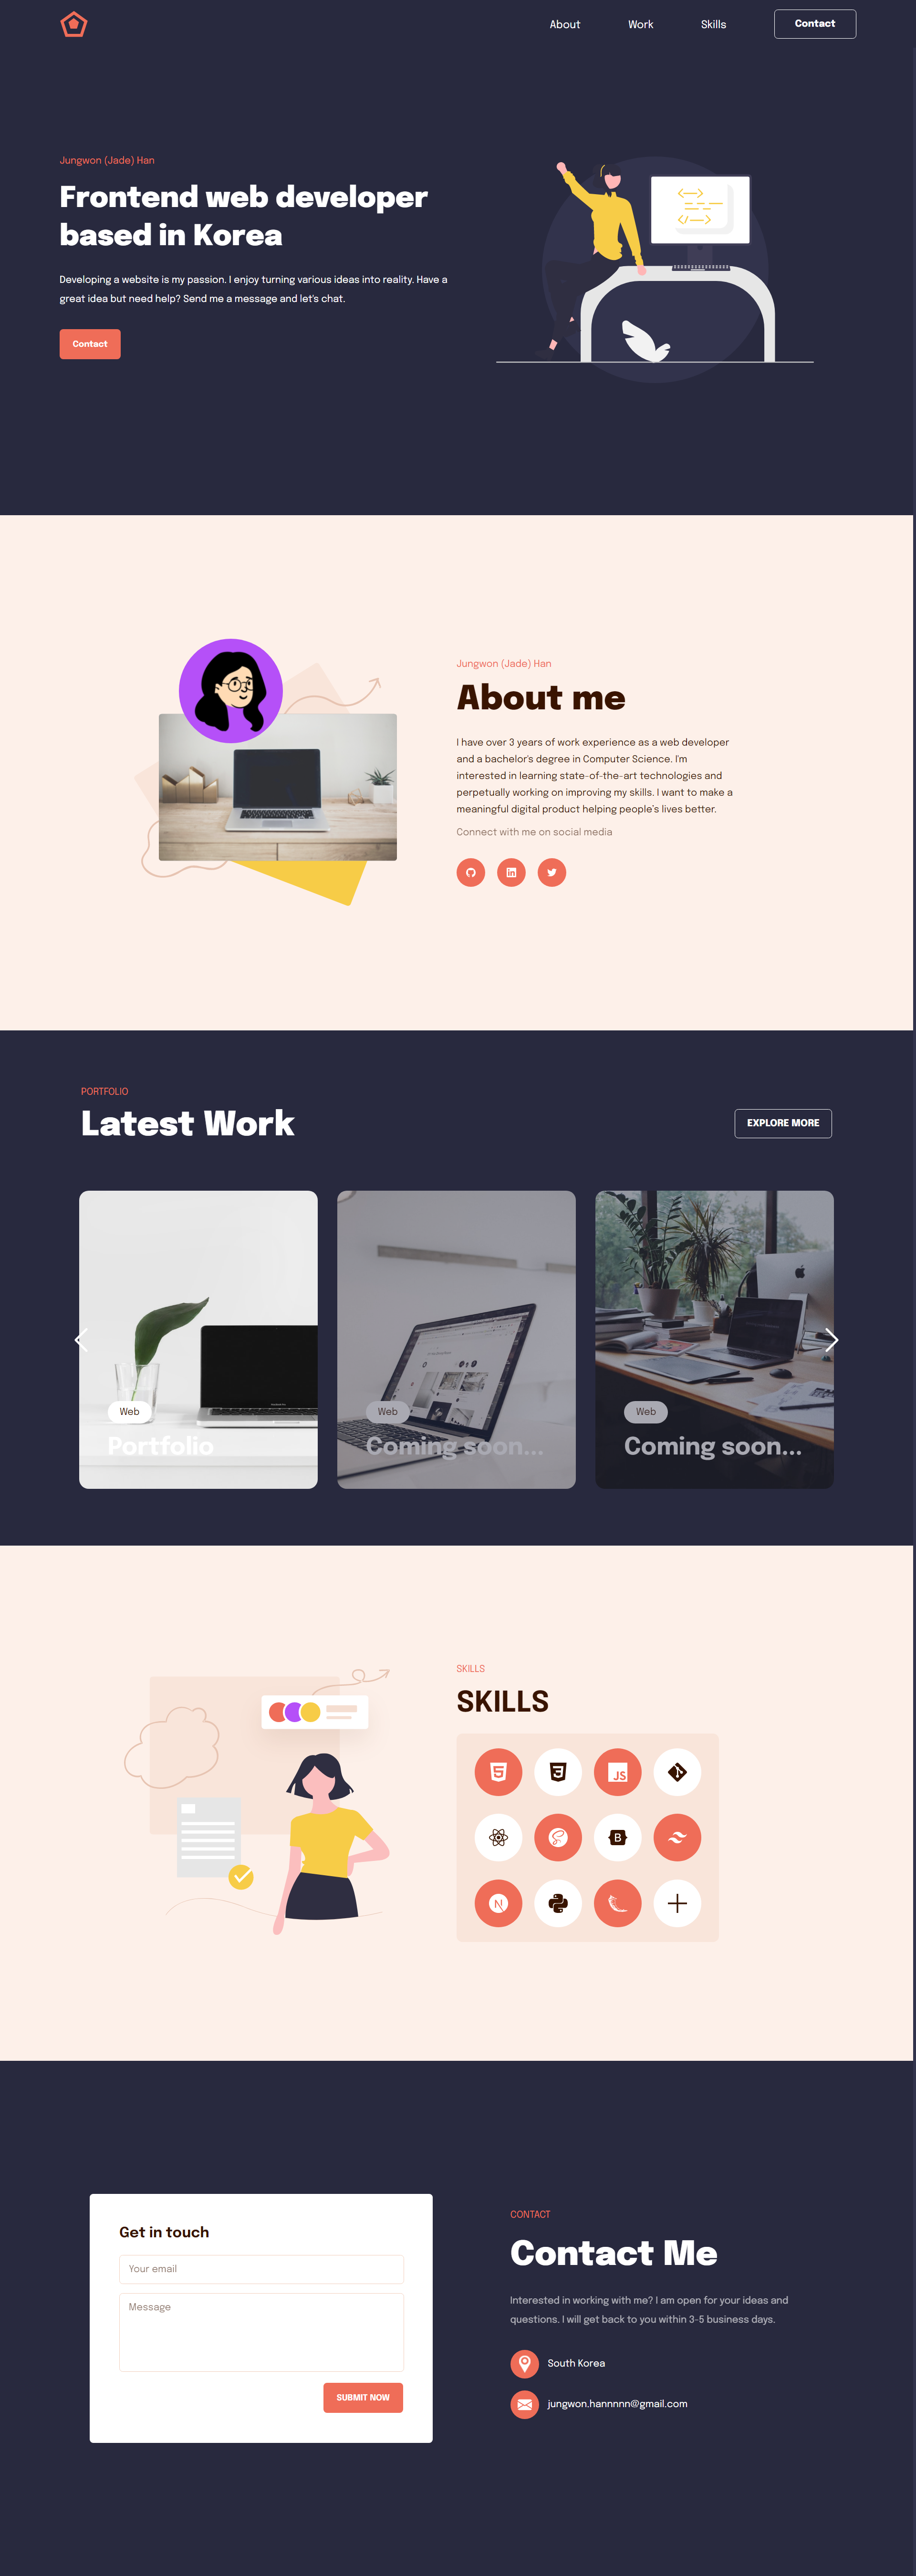 About
Work
Skills
Contact
Jungwon (Jade) Han
Frontend web developer
based in Korea
Developing a website is my passion. I enjoy turning various ideas into reality. Have a
great idea but need help? Send me a message and let's chat.
Contact
Jungwon (Jade) Han
About me
I have over 3 years of work experience as a web developer
and a bachelor's degree in Computer Science. I'm
interested in learning state-of-the-art technologies and
perpetually working on improving my skills. I want to make a
meaningful digital product helping people's lives better.
Connect with me on social media
PORTFOLIO
Latest Work
EXPLORE MORE
Web
Portfolio
Web
Coming soon...
Web
Coming soon...
SKILLS
SKILLS
JS
Get in touch
Your email
Message
SUBMIT NOW
CONTACT
Contact Me
Interested in working with me? I am open for your ideas and
questions. I will get back to you within 3-5 business days.
South Korea
jungwon.hannnnn@gmail.com